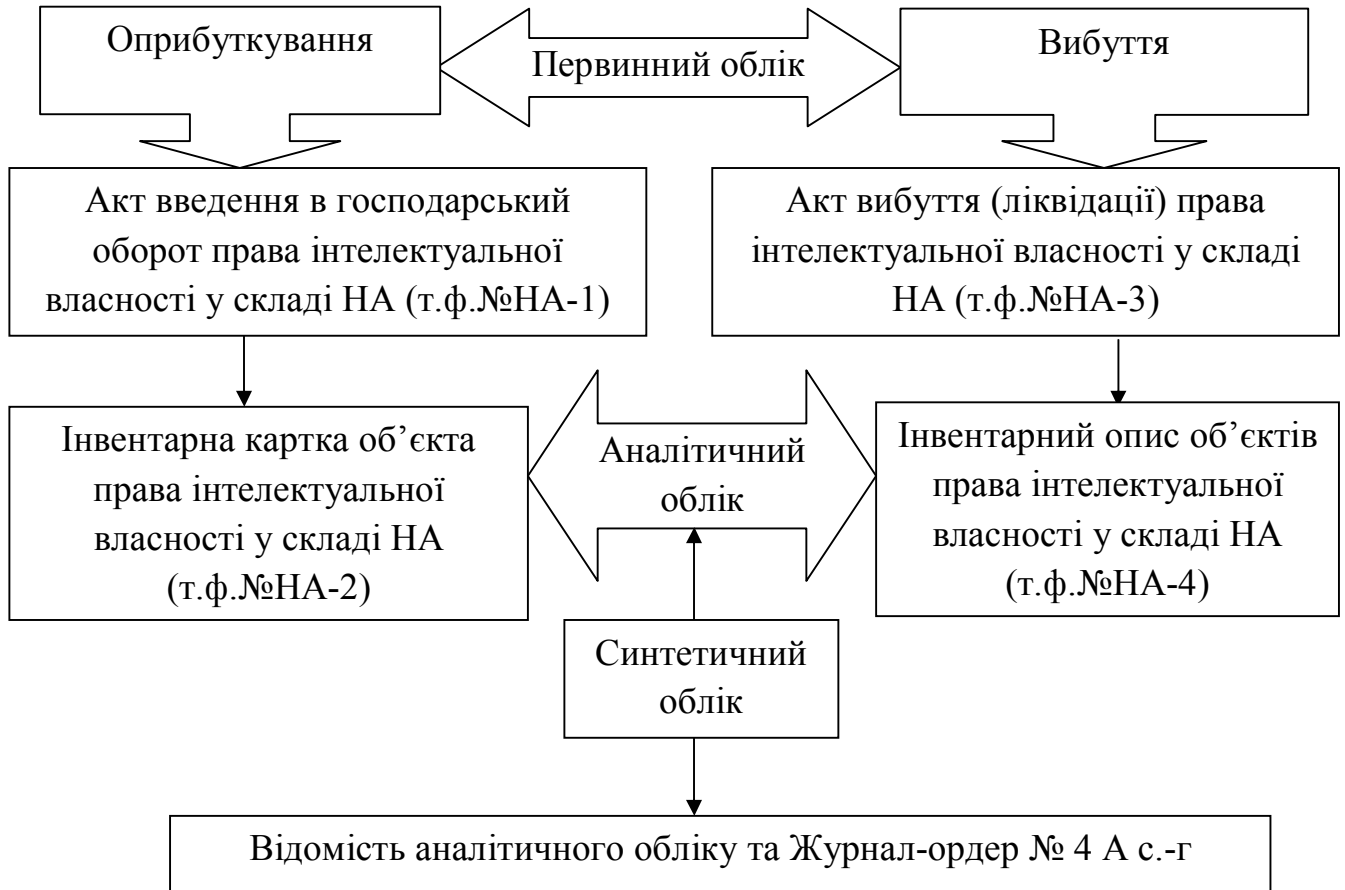 Оприбуткування
Первинний облік
Вибуття
Акт введення в господарський
оборот права інтелектуальної
власності у складі НА (т.ф.№НА-1)
Акт вибуття (ліквідації) права
інтелектуальної власності у складі
НА (т.ф.№НА-3)
Інвентарна картка об’єкта
права інтелектуальної
власності у складі НА
(т.ф.№НА-2)
Аналітичний
облік
Інвентарний опис об’єктів
права інтелектуальної
власності у складі НА
(т.ф.№НА-4)
Синтетичний
облік
Відомість аналітичного обліку та Журнал-ордер № 4 А с.-г